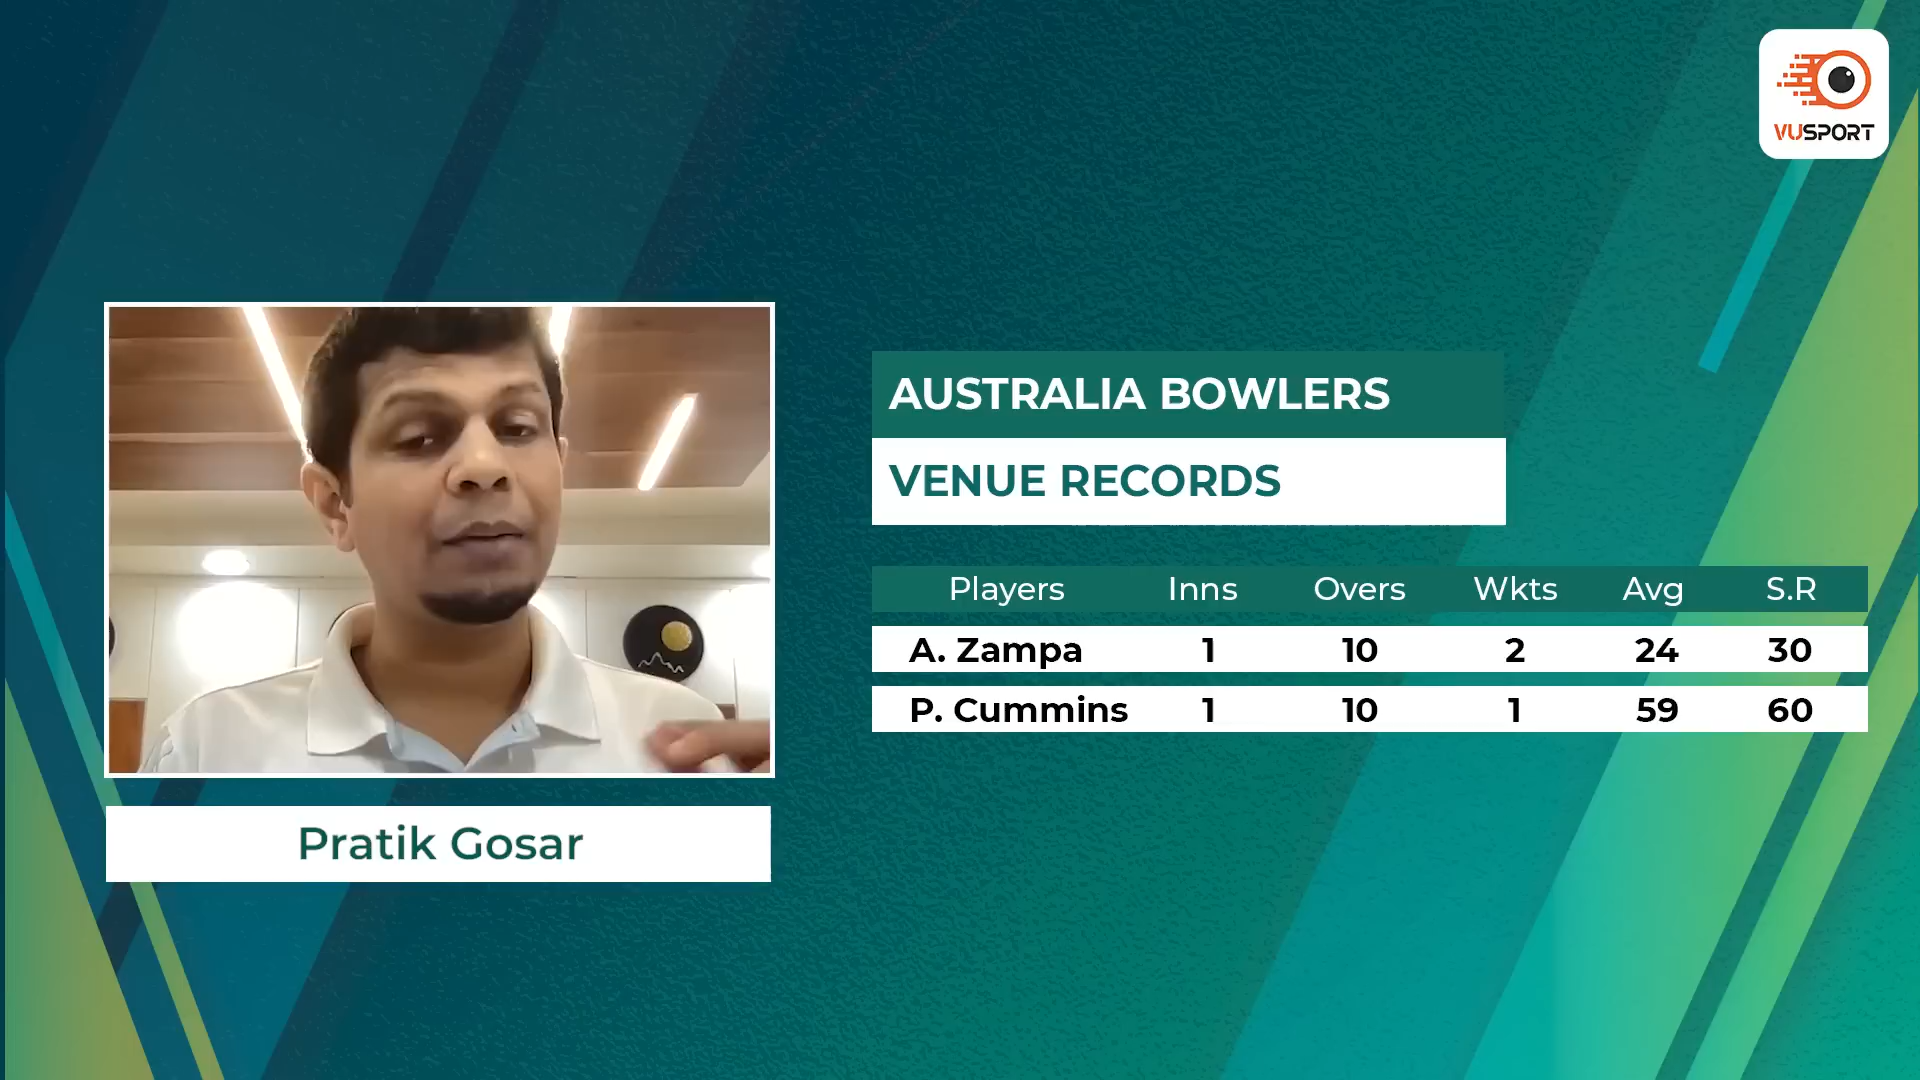 VUSPORT
AUSTRALIA BOWLERS
VENUE RECORDS
Players Inns Overs Wkts Avg S.R
A. Zampa 1 10 2 24 30
P. Cummins 1 10 1 59 60
Pratik Gosar